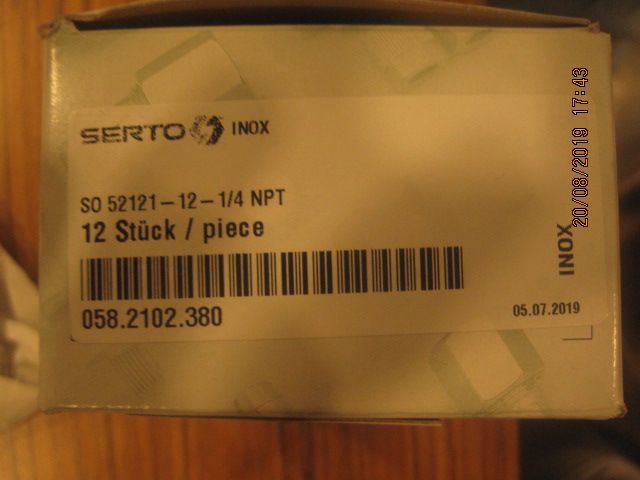 SERTO INOX
SO 52121-12-1/4 NPT
12 Stück / piece
058.2102.380
05.07.2019
INOX
20/08/2019 17:43